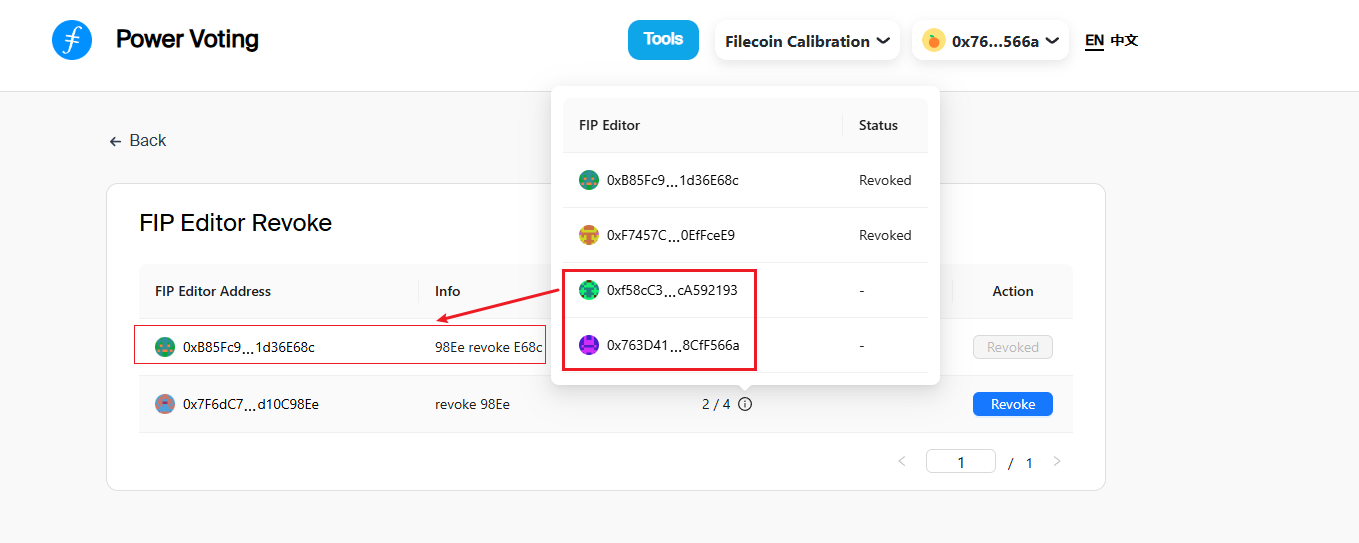 Power Voting
Tools
Filecoin Calibration
0x76...566a
EN 中文
Back
FIP Editor Status
0xB85Fc9...1d36E68c Revoked
0xF7457C...0EfFceE9 Revoked
0xf58cC3...cA592193 -
0x763D41...8CfF566a -
FIP Editor Revoke
FIP Editor Address Info Action
0xB85Fc9...1d36E68c 98Ee revoke E68c Revoked
0x7F6dC7...d10C98Ee revoke 98Ee 2 / 4 Revoke
1 / 1